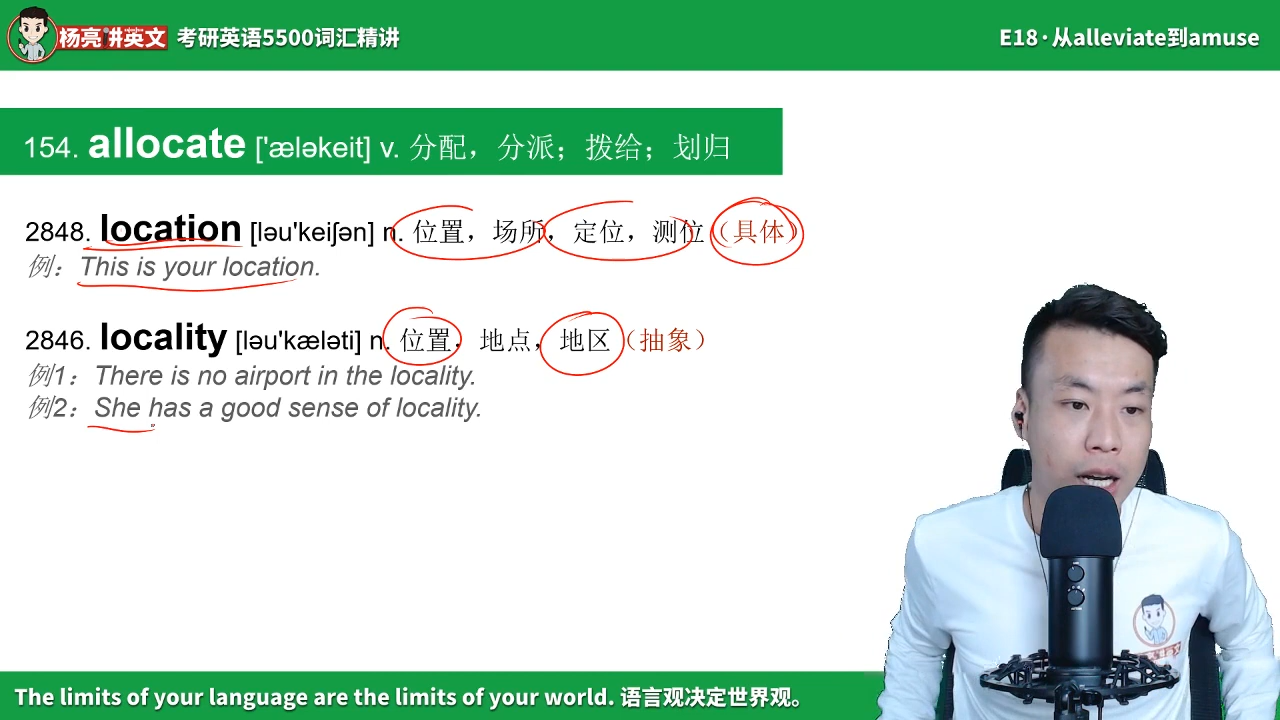 杨亮讲英文 考研英语5500词汇精讲
E18·从alleviate到amuse
154. allocate ['æləkeit] v. 分配，分派；拨给；划归
2848. location [ləu'keiʃən] n. 位置，场所，定位，测位（具体）
例：This is your location.
2846. locality [ləu'kæləti] n. 位置，地点，地区（抽象）
例1：There is no airport in the locality.
例2：She has a good sense of locality.
The limits of your language are the limits of your world. 语言观决定世界观。